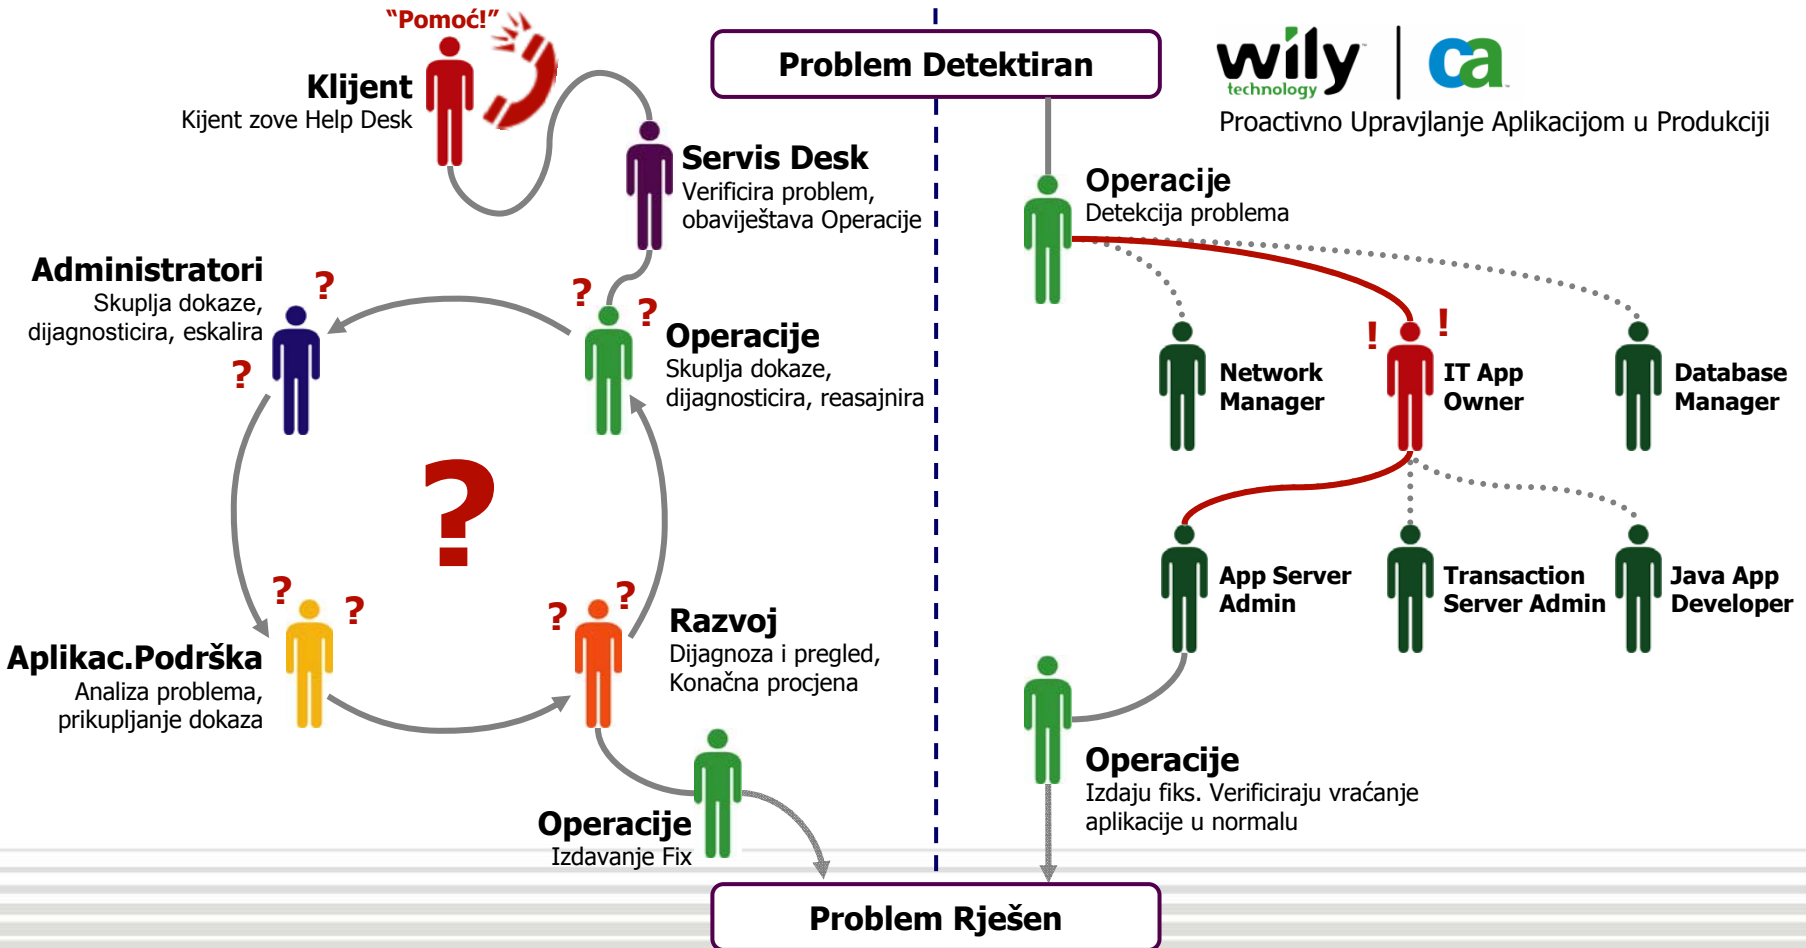 “Pomoć!”
Klijent
Kijent zove Help Desk
Servis Desk
Verificira problem,
obaviještava Operacije
Administratori
Skuplja dokaze,
dijagnosticira, eskalira
?
?
?
?
Operacije
Skuplja dokaze,
dijagnosticira, reasajnira
?
?
?
Aplikac.Podrška
Analiza problema,
prikupljanje dokaza
?
?
Razvoj
Dijagnoza i pregled,
Konačna procjena
Operacije
Izdavanje Fix
Problem Detektiran
wily
technology
ca
Proactivno Upravjlanje Aplikacijom u Produkciji
Operacije
Detekcija problema
Network
Manager
!
!
IT App
Owner
Database
Manager
App Server
Admin
Transaction
Server Admin
Java App
Developer
Operacije
Izdaju fiks. Verificiraju vraćanje
aplikacije u normalu
Problem Rješen